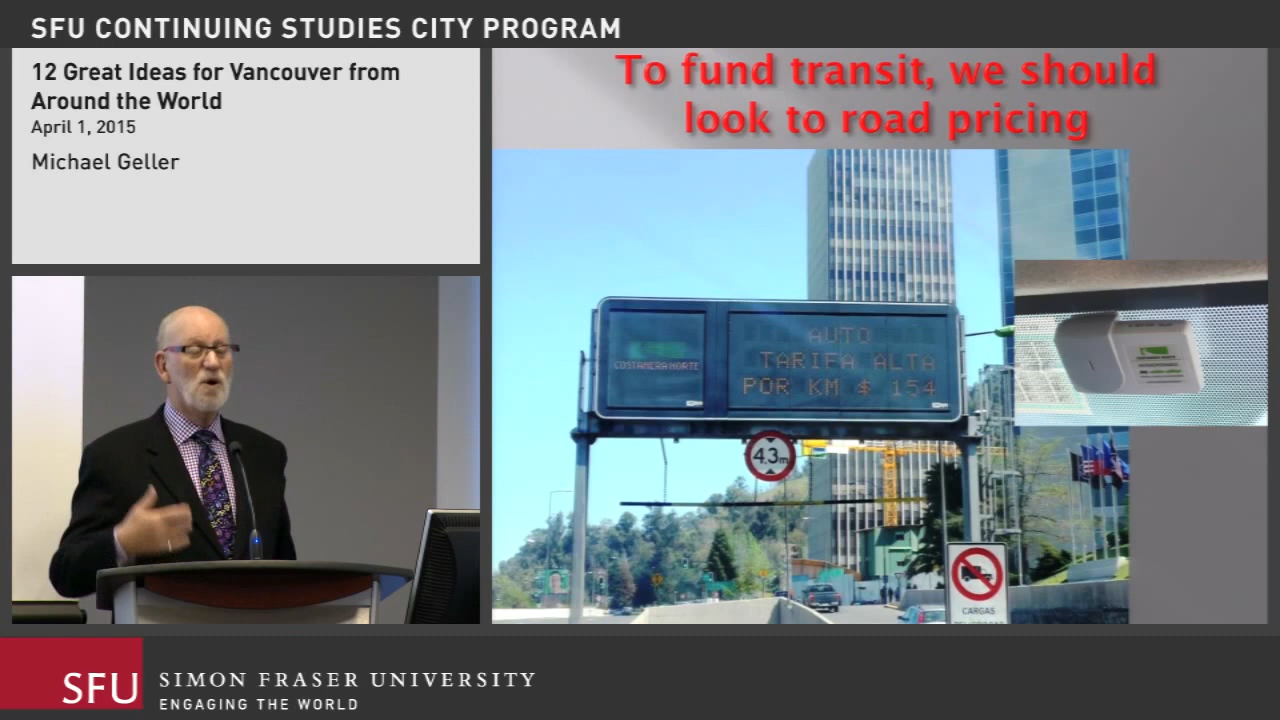 SFU CONTINUING STUDIES CITY PROGRAM
12 Great Ideas for Vancouver from
Around the World
April 1, 2015
Michael Geller
To fund transit, we should
look to road pricing
COSTANERA NORTE
AUTO
TARIFA ALTA
POR KM $ 154
4.3m
CARGAS
SFU
SIMON FRASER UNIVERSITY
ENGAGING THE WORLD